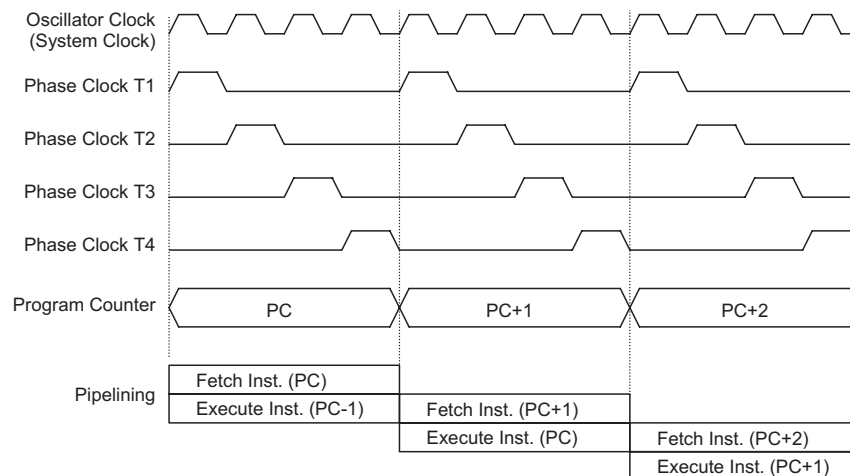 Oscillator Clock
(System Clock)
Phase Clock T1
Phase Clock T2
Phase Clock T3
Phase Clock T4
Program Counter
PC
PC+1
PC+2
Pipelining
Fetch Inst. (PC)
Execute Inst. (PC-1)
Fetch Inst. (PC+1)
Execute Inst. (PC)
Fetch Inst. (PC+2)
Execute Inst. (PC+1)